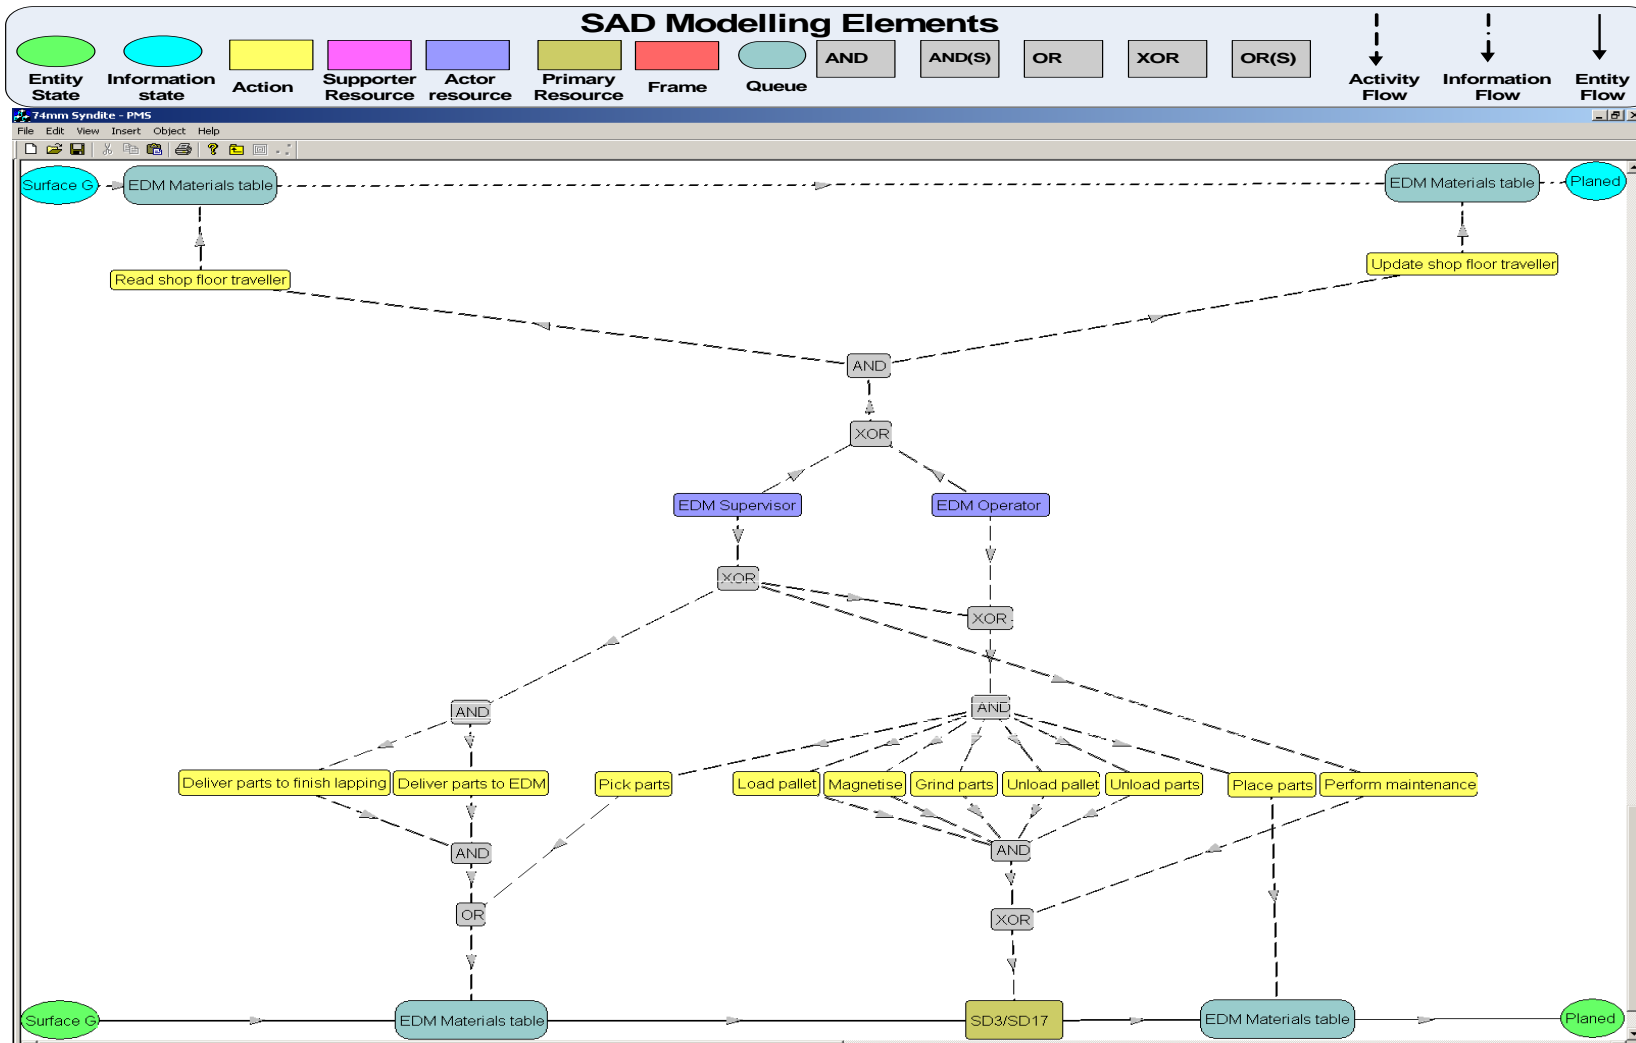 SAD Modelling Elements
AND
AND(S)
OR
XOR
OR(S)
Entity State
Information state
Action
Supporter Resource
Actor resource
Primary Resource
Frame
Queue
Activity Flow
Information Flow
Entity Flow
74mm Syndite - PMS
File Edit View Insert Object Help
Surface G
EDM Materials table
EDM Materials table
Planed
Read shop floor traveller
Update shop floor traveller
AND
XOR
EDM Supervisor
EDM Operator
XOR
XOR
AND
AND
Deliver parts to finish lapping
Deliver parts to EDM
Pick parts
Load pallet
Magnetise
Grind parts
Unload pallet
Unload parts
Place parts
Perform maintenance
AND
AND
OR
XOR
Surface G
EDM Materials table
SD3/SD17
EDM Materials table
Planed